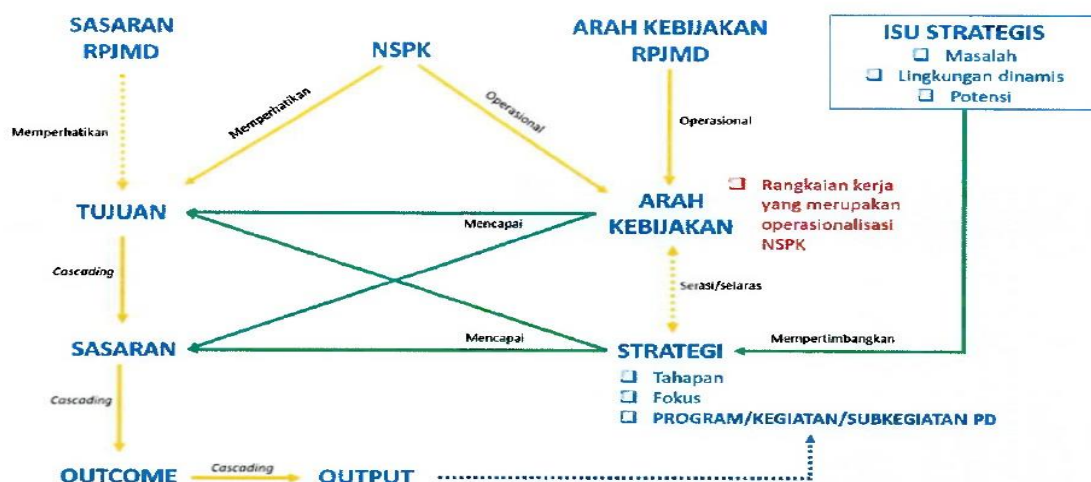 SASARAN
RPJMD
NSPK
ARAH KEBIJAKAN
RPJMD
ISU STRATEGIS
Masalah
Lingkungan dinamis
Potensi
Memperhatikan
Memperhatikan
Operasional
Operasional
TUJUAN
ARAH
KEBIJAKAN
Rangkaian kerja
yang merupakan
operasionalisasi
NSPK
Mencapai
Cascading
Serasi/selaras
SASARAN
Mencapai
STRATEGI
Mempertimbangkan
Tahapan
Fokus
PROGRAM/KEGIATAN/SUBKEGIATAN PD
Cascading
OUTCOME
Cascading
OUTPUT